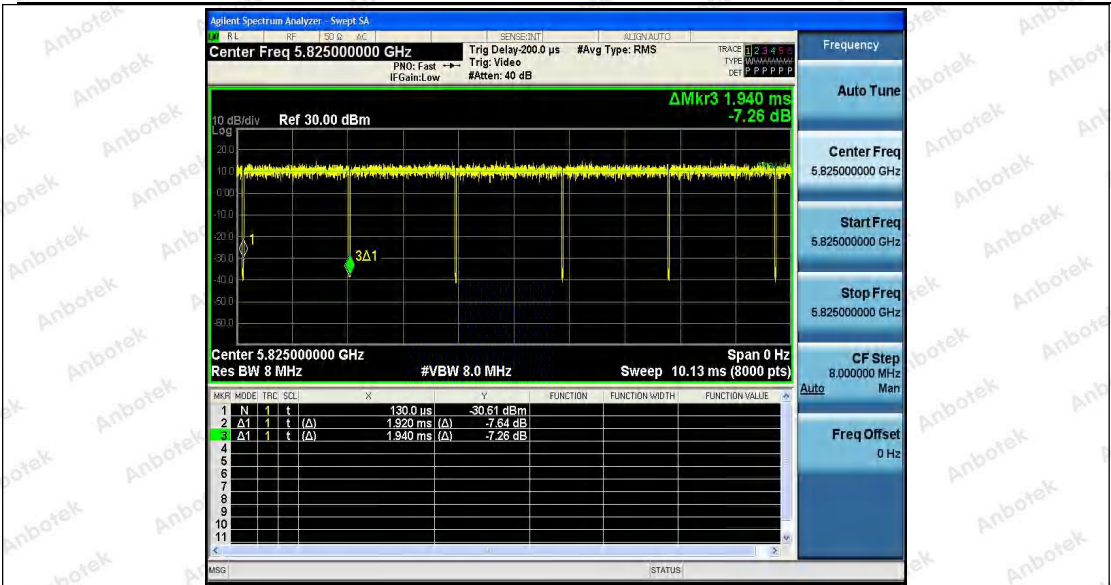 Agilent Spectrum Analyzer - Swept SA
RL RF 50 Ω AC SENSE:INT ALIGNAUTO
Center Freq 5.825000000 GHz
PNO: Fast
IFGain:Low
Trig Delay-200.0 µs
Trig: Video
#Atten: 40 dB
#Avg Type: RMS
TRACE 1 2 3 4 5 6
TYPE
DET P P P P P P
ΔMkr3 1.940 ms
-7.26 dB
10 dB/div Ref 30.00 dBm
Log
20.0
10.0
0.00
-10.0
-20.0
-30.0
-40.0
-50.0
-60.0
1
3Δ1
Center 5.825000000 GHz Span 0 Hz
Res BW 8 MHz #VBW 8.0 MHz Sweep 10.13 ms (8000 pts)
MKR MODE TRC SCL X Y FUNCTION FUNCTION WIDTH FUNCTION VALUE
1 N 1 t 130.0 µs -30.61 dBm
2 Δ1 1 t (Δ) 1.920 ms (Δ) -7.64 dB
3 Δ1 1 t (Δ) 1.940 ms (Δ) -7.26 dB
4
5
6
7
8
9
10
11
MSG STATUS
Frequency
Auto Tune
Center Freq
5.825000000 GHz
Start Freq
5.825000000 GHz
Stop Freq
5.825000000 GHz
CF Step
8.000000 MHz
Auto Man
Freq Offset
0 Hz
Anbotek